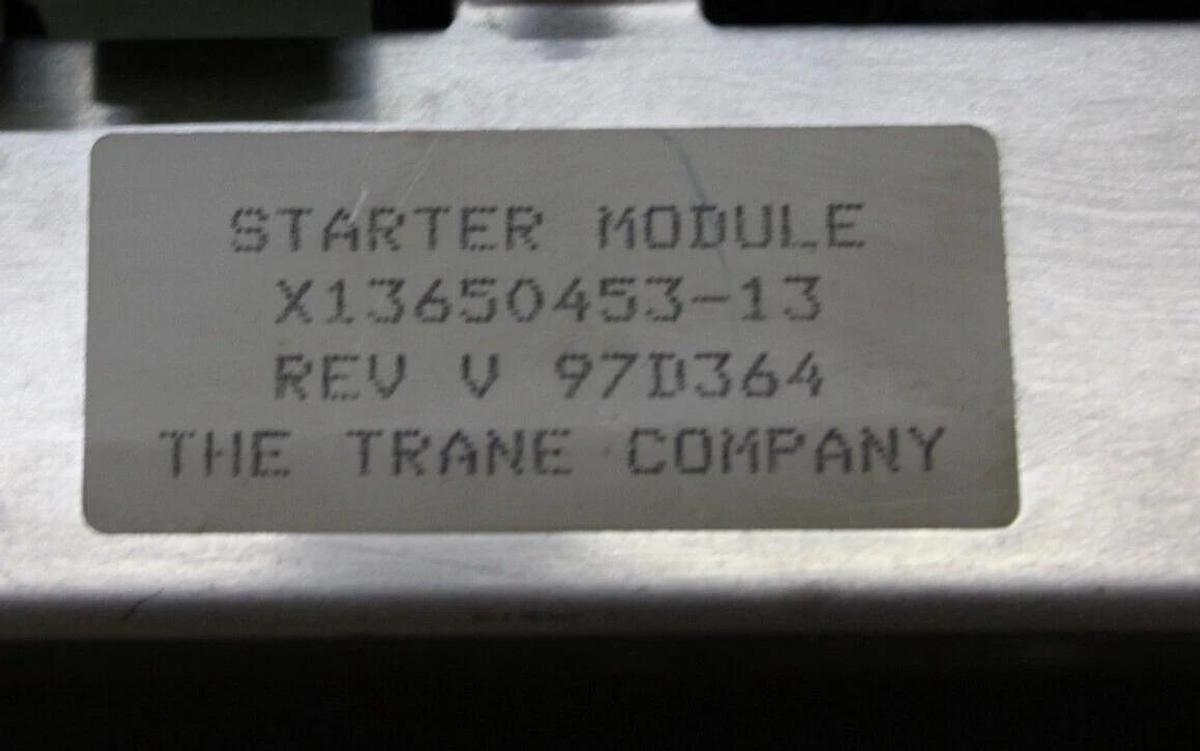 STARTER MODULE
X13650453-13
REV V 97D364
THE TRANE COMPANY